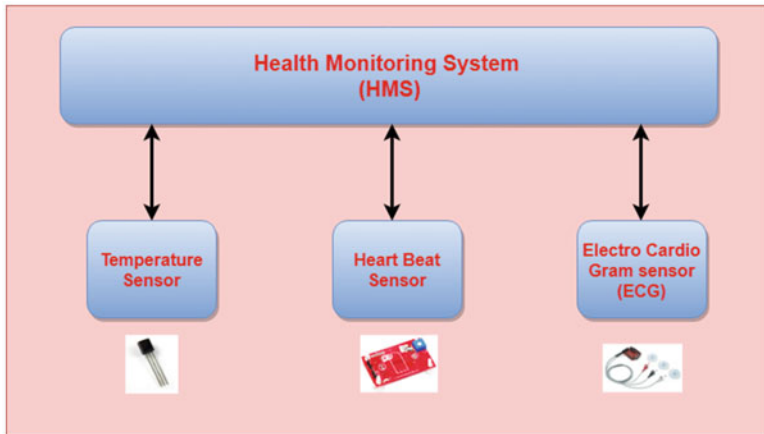 Health Monitoring System
(HMS)
Temperature
Sensor
Heart Beat
Sensor
Electro Cardio
Gram sensor
(ECG)